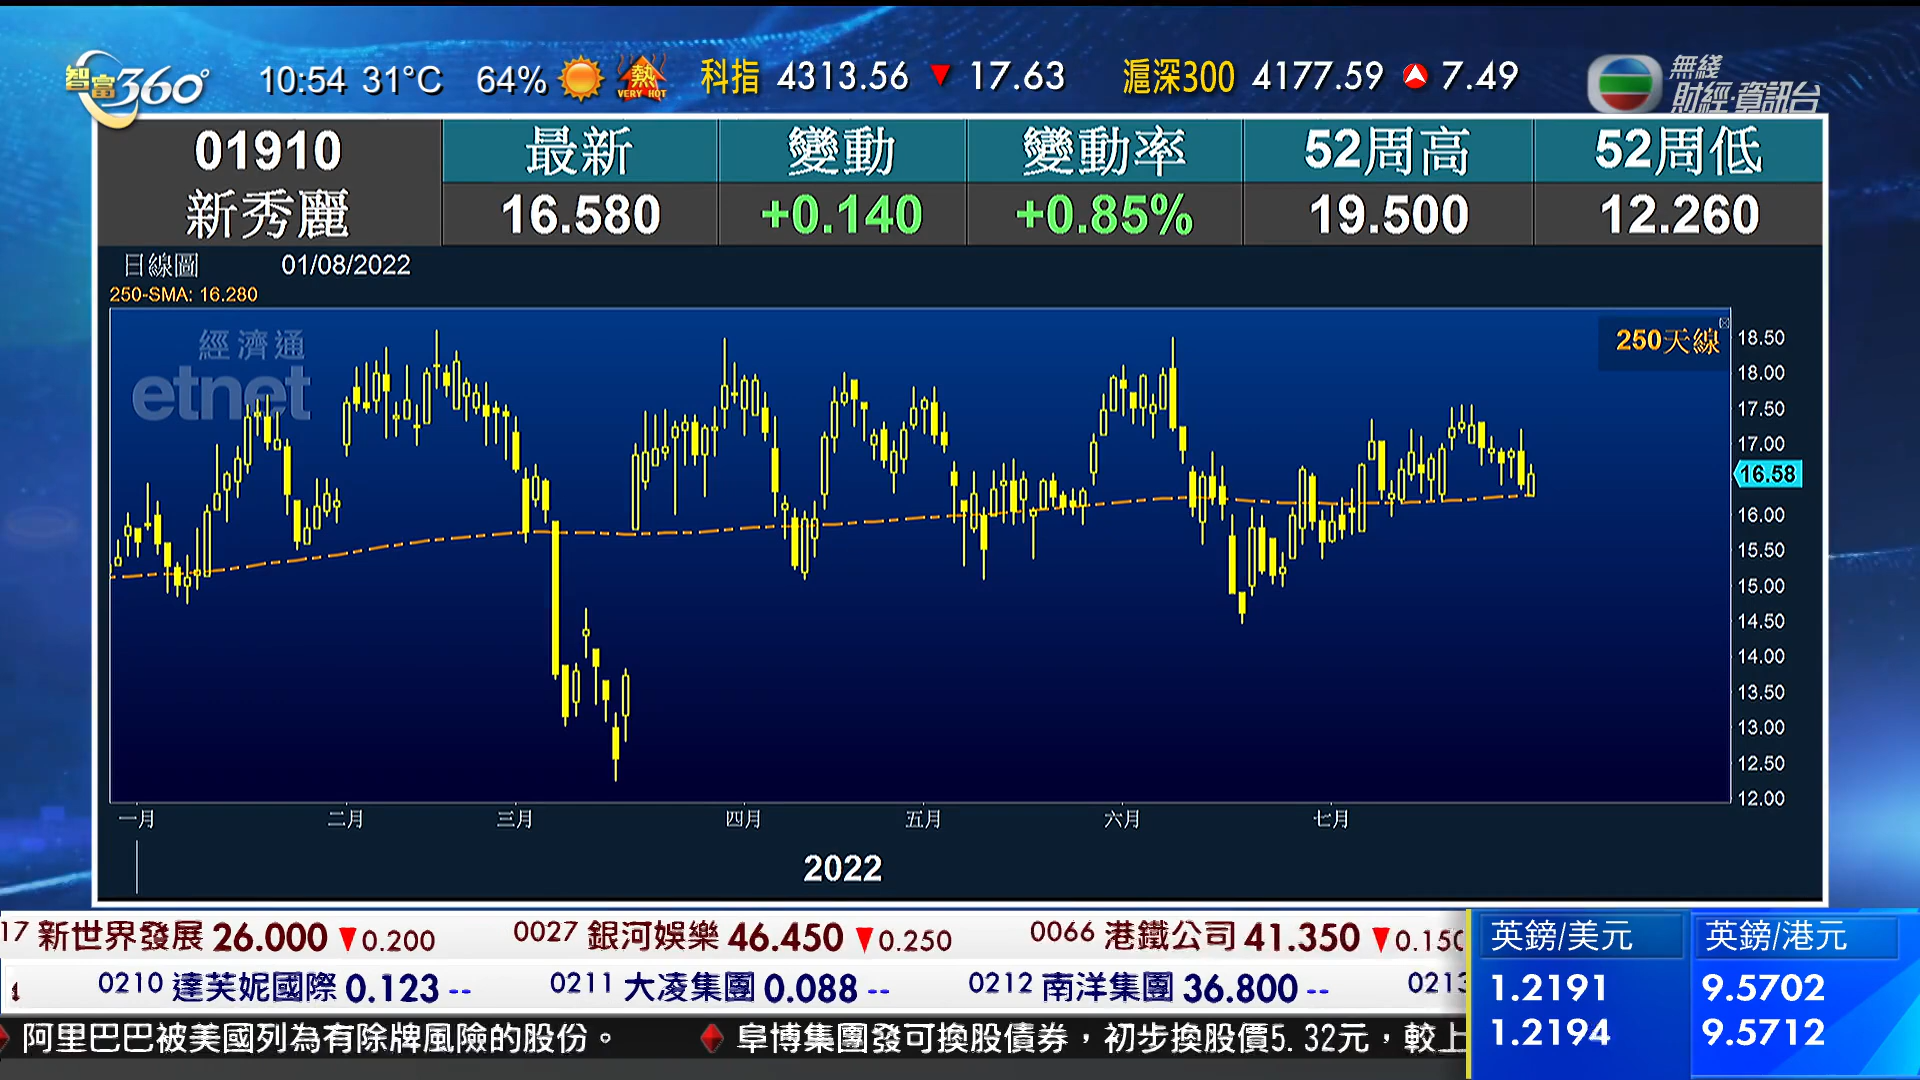 智富360°
10:54 31°C 64%
熱
VERY HOT
科指 4313.56 ▼ 17.63
滬深300 4177.59 7.49
無綫
財經·資訊台
01910
新秀麗
最新 變動 變動率 52周高 52周低
16.580 +0.140 +0.85% 19.500 12.260
日線圖 01/08/2022
250-SMA: 16.280
經濟通
etnet
250天線
18.50
18.00
17.50
17.00
16.58
16.00
15.50
15.00
14.50
14.00
13.50
13.00
12.50
12.00
一月 二月 三月 四月 五月 六月 七月
2022
17 新世界發展 26.000 ▼0.200 0027 銀河娛樂 46.450 ▼0.250 0066 港鐵公司 41.350 ▼0.150
0210 達芙妮國際 0.123 -- 0211 大凌集團 0.088 -- 0212 南洋集團 36.800 -- 0213
阿里巴巴被美國列為有除牌風險的股份。 阜博集團發可換股債券，初步換股價5.32元，較上
英鎊/美元 英鎊/港元
1.2191 9.5702
1.2194 9.5712